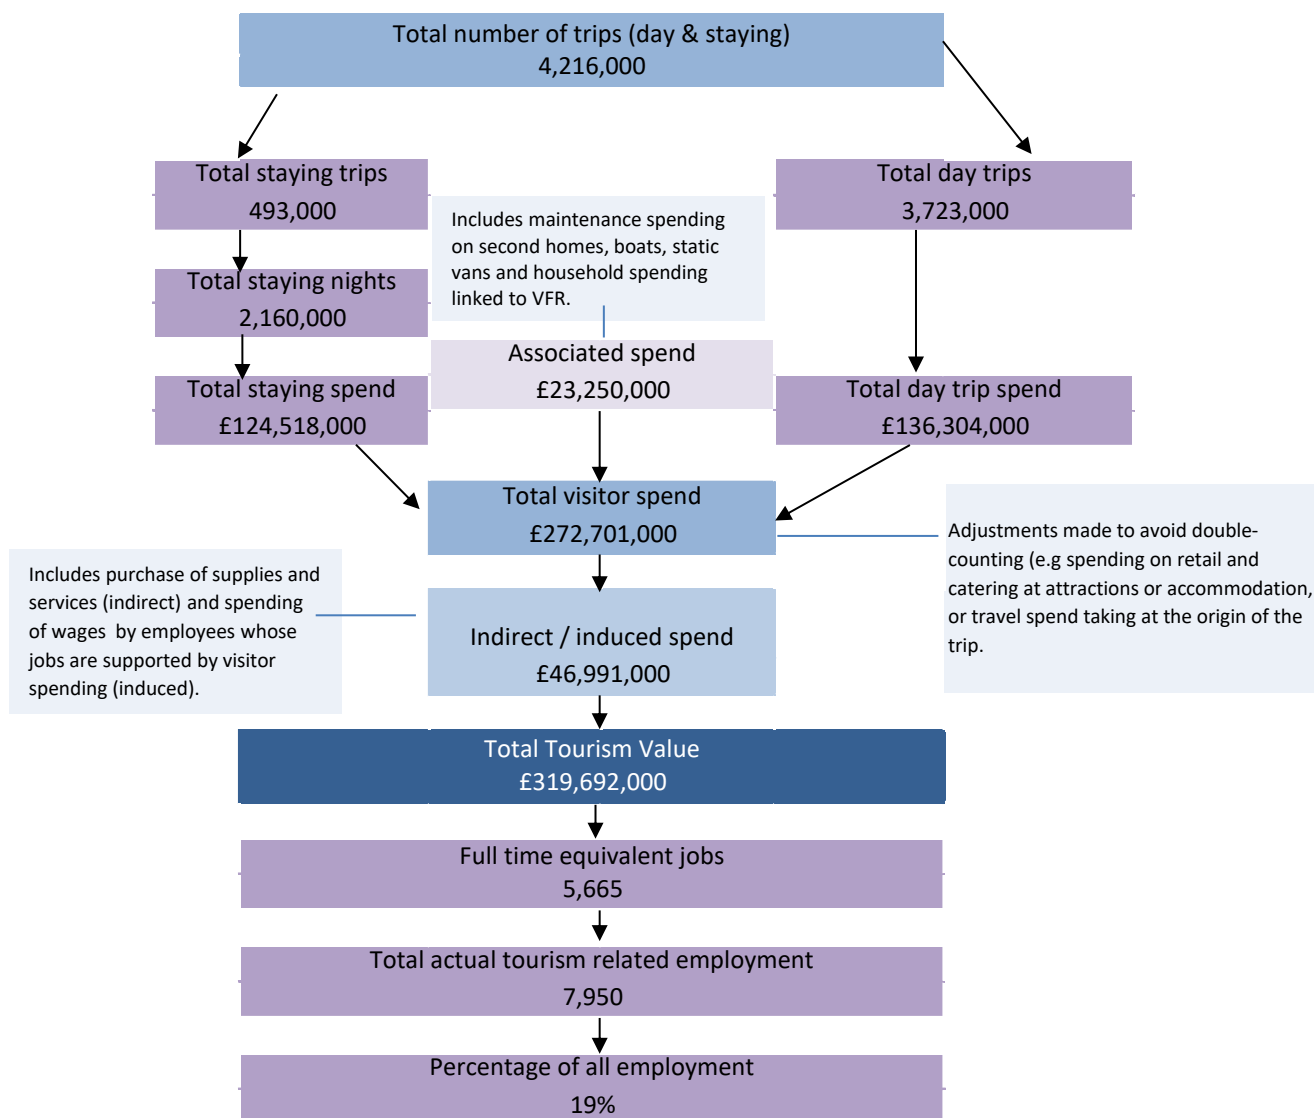 Total number of trips (day & staying)
4,216,000
Total staying trips
493,000
Total day trips
3,723,000
Includes maintenance spending
on second homes, boats, static
vans and household spending
linked to VFR.
Total staying nights
2,160,000
Associated spend
£23,250,000
Total staying spend
£124,518,000
Total day trip spend
£136,304,000
Total visitor spend
£272,701,000
Adjustments made to avoid double-
counting (e.g spending on retail and
catering at attractions or accommodation,
or travel spend taking at the origin of the
trip.
Includes purchase of supplies and
services (indirect) and spending
of wages by employees whose
jobs are supported by visitor
spending (induced).
Indirect / induced spend
£46,991,000
Total Tourism Value
£319,692,000
Full time equivalent jobs
5,665
Total actual tourism related employment
7,950
Percentage of all employment
19%